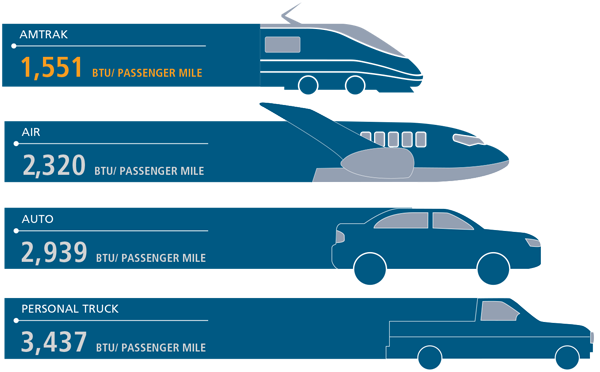 AMTRAK
1,551 BTU/ PASSENGER MILE
AIR
2,320 BTU/ PASSENGER MILE
AUTO
2,939 BTU/ PASSENGER MILE
PERSONAL TRUCK
3,437 BTU/ PASSENGER MILE